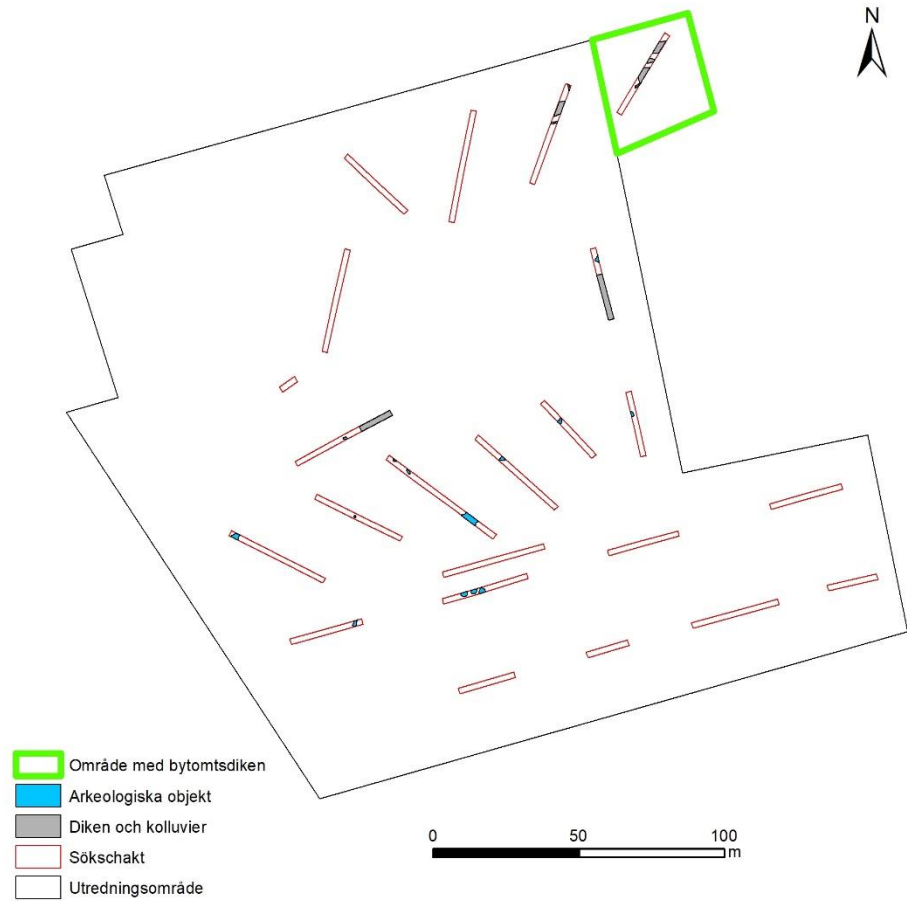 N
Område med bytomtsdiken
Arkeologiska objekt
Diken och kolluvier
Sökschakt
Utredningsområde
0 50 100
m